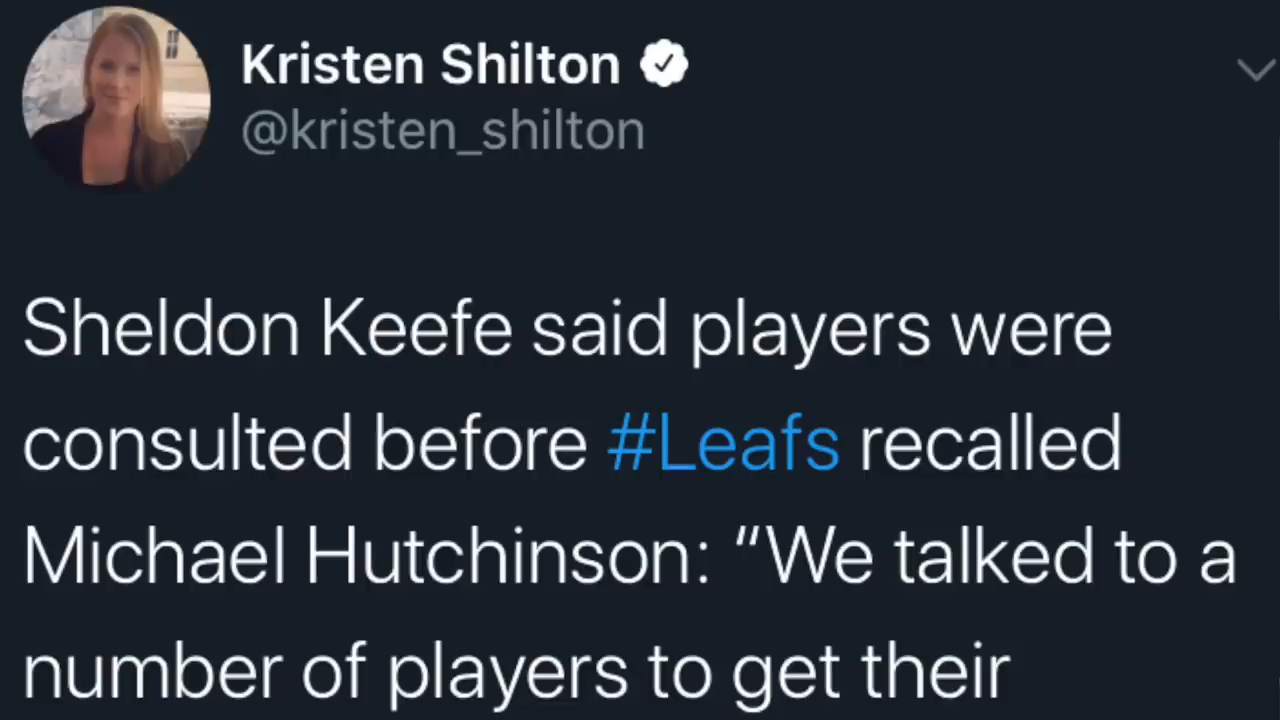 Kristen Shilton
@kristen_shilton
Sheldon Keefe said players were
consulted before #Leafs recalled
Michael Hutchinson: “We talked to a
number of players to get their